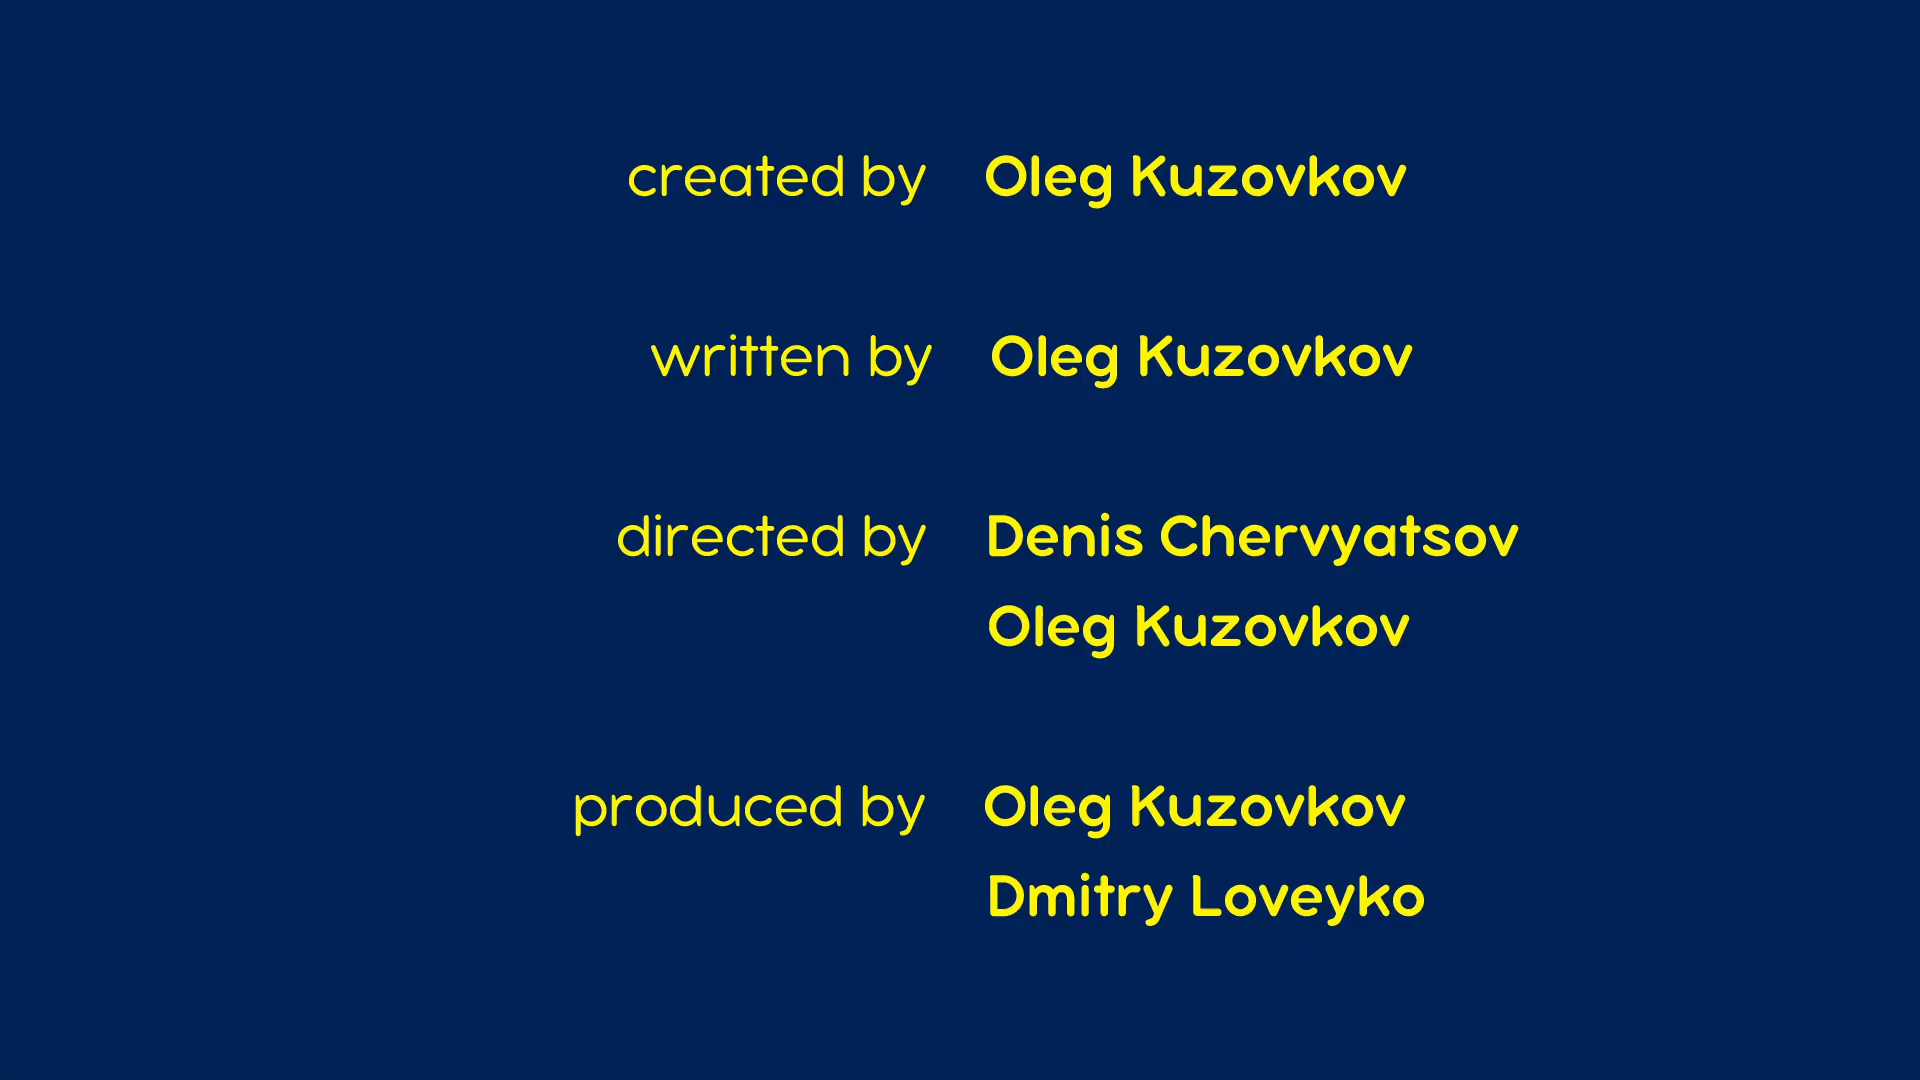 created by Oleg Kuzovkov
written by Oleg Kuzovkov
directed by Denis Chervyatsov
Oleg Kuzovkov
produced by Oleg Kuzovkov
Dmitry Loveyko